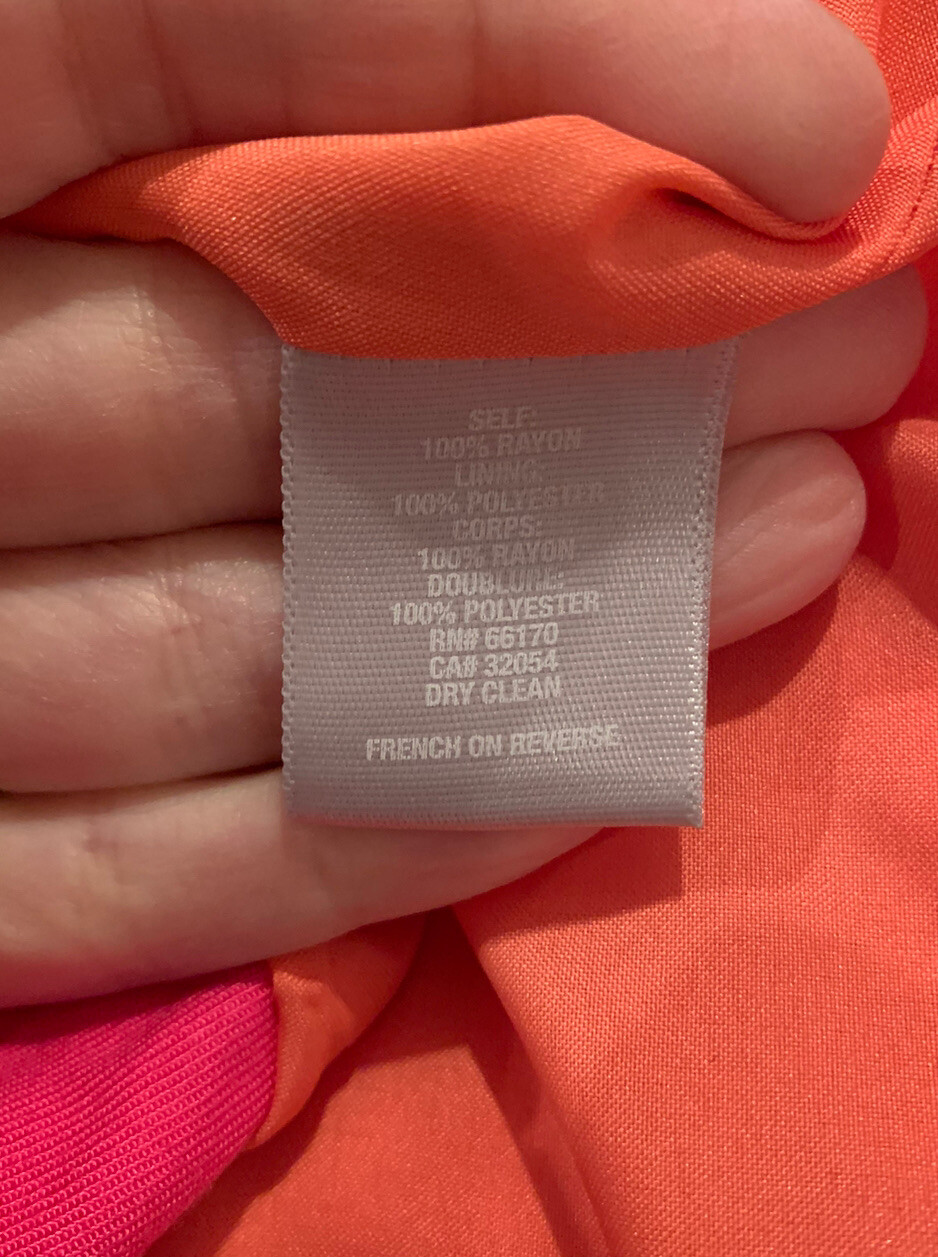 SELF:
100% RAYON
LINING:
100% POLYESTER
CORPS:
100% RAYON
DOUBLURE:
100% POLYESTER
RN# 66170
CA# 32054
DRY CLEAN
FRENCH ON REVERSE